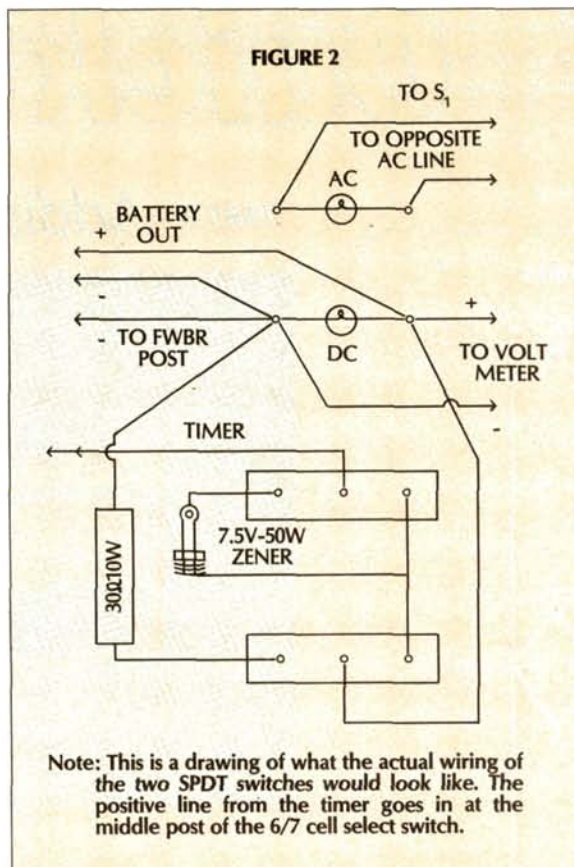 FIGURE 2
TO S₁
TO OPPOSITE
AC LINE
AC
BATTERY
OUT
+
-
-
TO FWBR
POST
DC
+
TO VOLT
METER
-
TIMER
7.5V-50W
ZENER
30Ω10W
Note: This is a drawing of what the actual wiring of
the two SPDT switches would look like. The
positive line from the timer goes in at the
middle post of the 6/7 cell select switch.